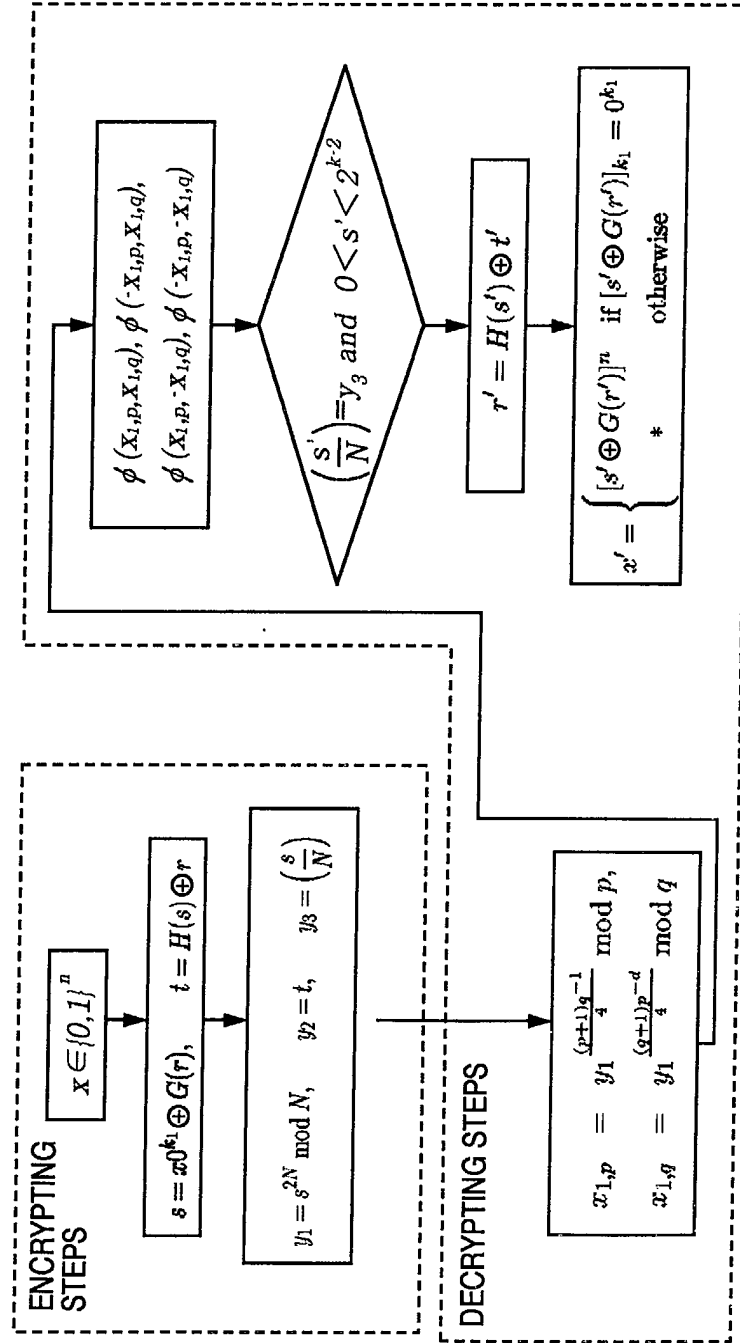 ENCRYPTING
STEPS
x ∈ {0,1}^n
s = x0^{k_1} ⊕ G(r), t = H(s) ⊕ r
y_1 = s^{2N} mod N, y_2 = t, y_3 = (s/N)
DECRYPTING STEPS
x_{1,p} = y_1^{(p+1)q^{-1}/4} mod p,
x_{1,q} = y_1^{(q+1)p^{-d}/4} mod q
ϕ(x_{1,p},x_{1,q}), ϕ(-x_{1,p},x_{1,q}),
ϕ(x_{1,p},-x_{1,q}), ϕ(-x_{1,p},-x_{1,q})
(s'/N) = y_3 and 0 < s' < 2^{k-2}
r' = H(s') ⊕ t'
x' = { [s' ⊕ G(r')]^n if [s' ⊕ G(r')]_{k_1} = 0^{k_1}
* otherwise